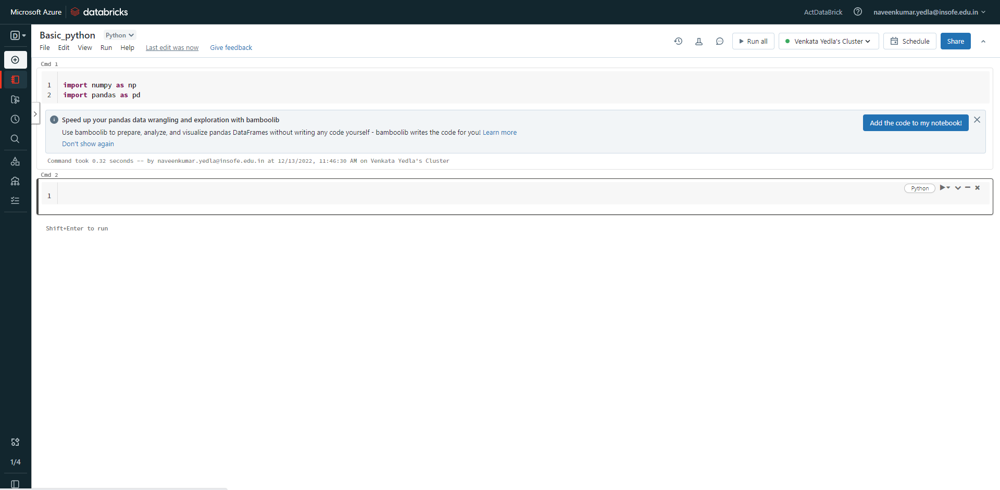 Microsoft Azure databricks ActDataBrick naveenkumar.yedla@insofe.edu.in
D
Basic_python Python
File Edit View Run Help Last edit was now Give feedback
Run all Venkata Yedla's Cluster Schedule Share
Cmd 1
1 import numpy as np
2 import pandas as pd
Speed up your pandas data wrangling and exploration with bamboolib
Add the code to my notebook!
Use bamboolib to prepare, analyze, and visualize pandas DataFrames without writing any code yourself - bamboolib writes the code for you! Learn more
Don't show again
Command took 0.32 seconds -- by naveenkumar.yedla@insofe.edu.in at 12/13/2022, 11:46:30 AM on Venkata Yedla's Cluster
Cmd 2
Python
1
Shift+Enter to run
1/4